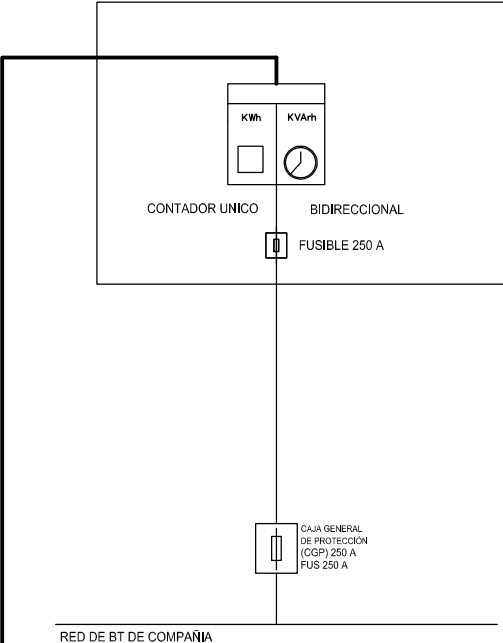 KWh KVArh
CONTADOR UNICO BIDIRECCIONAL
FUSIBLE 250 A
CAJA GENERAL
DE PROTECCIÓN
(CGP) 250 A
FUS 250 A
RED DE BT DE COMPAÑIA